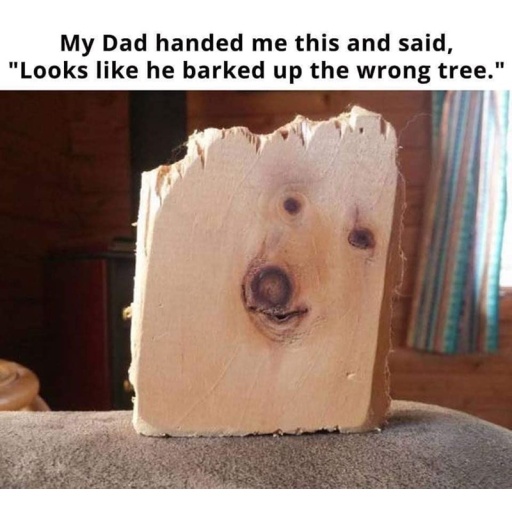 My Dad handed me this and said,
"Looks like he barked up the wrong tree."